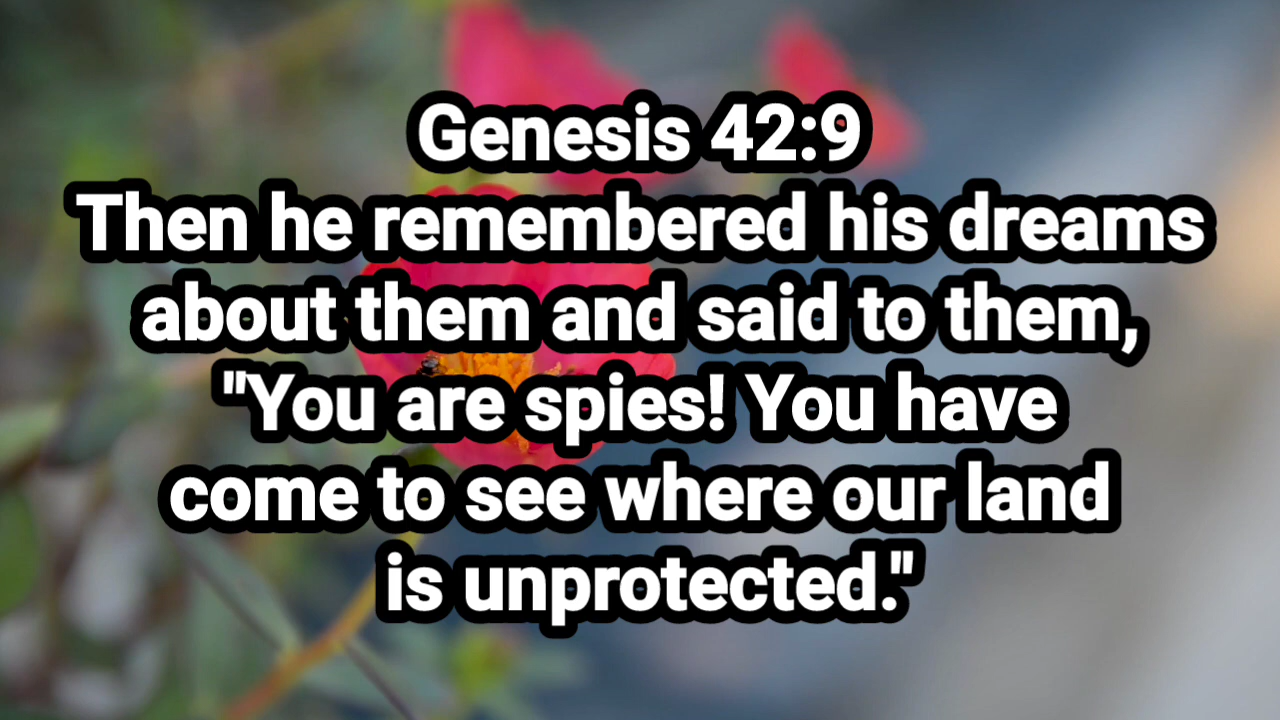 Genesis 42:9
Then he remembered his dreams
about them and said to them,
"You are spies! You have
come to see where our land
is unprotected."